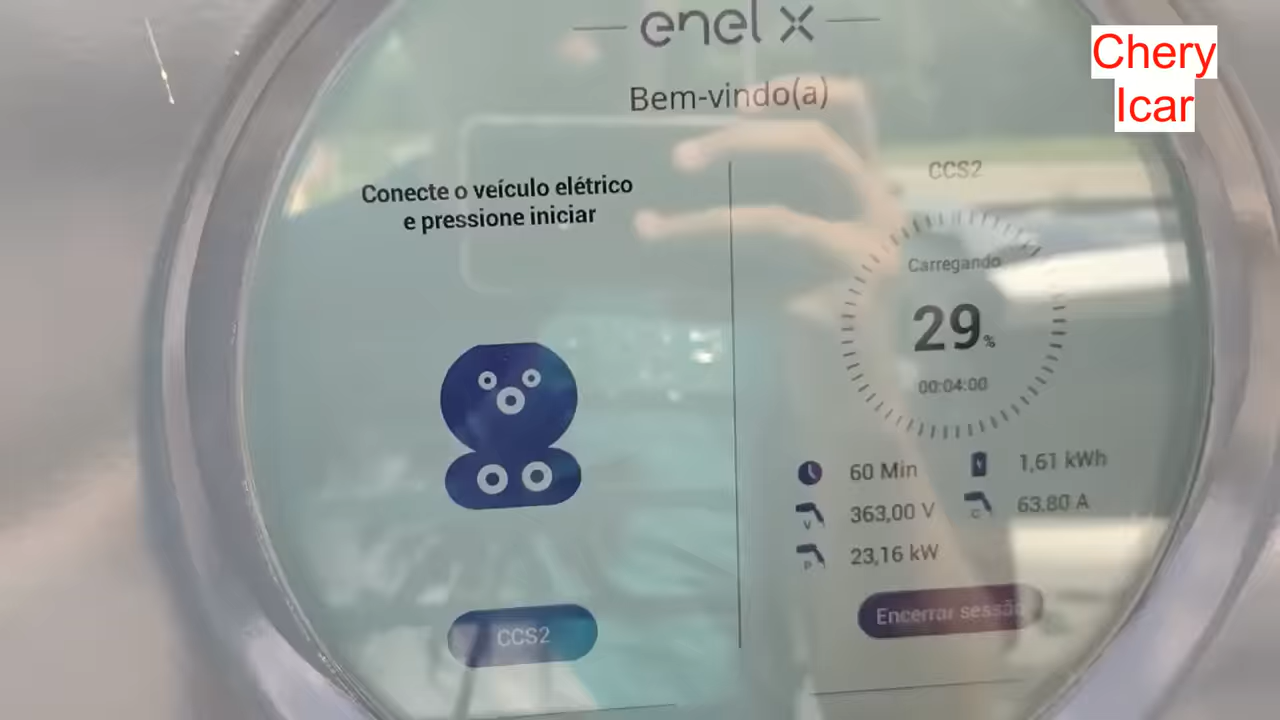 enel x
Bem-vindo(a)
Chery
Icar
Conecte o veículo elétrico
e pressione iniciar
CCS2
CCS2
Carregando
29%
00:04:00
60 Min
1,61 kWh
V
363,00 V
C
63.80 A
P
23,16 kW
Encerrar sessão